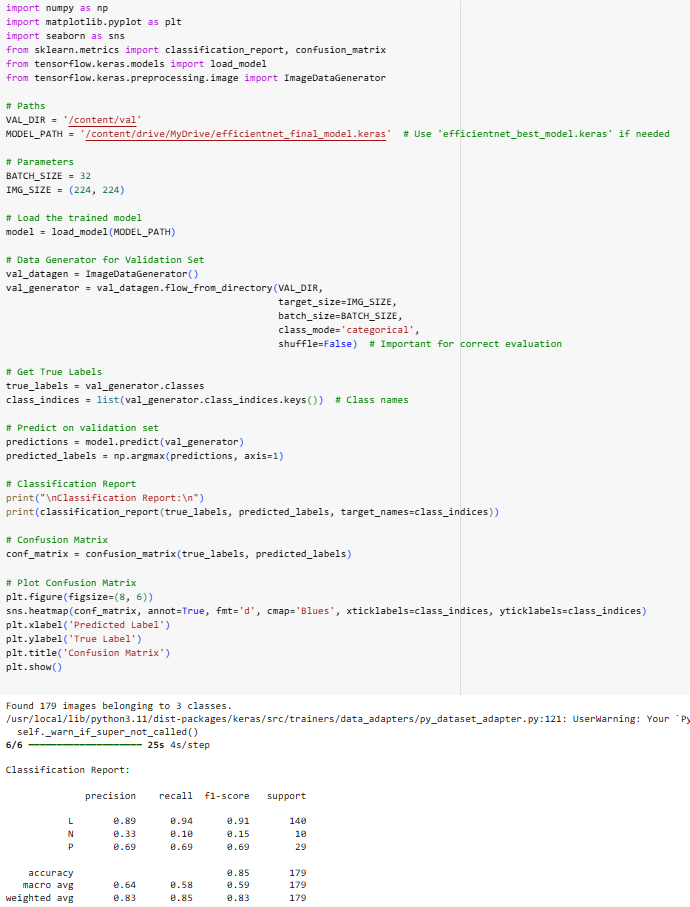 import numpy as np
import matplotlib.pyplot as plt
import seaborn as sns
from sklearn.metrics import classification_report, confusion_matrix
from tensorflow.keras.models import load_model
from tensorflow.keras.preprocessing.image import ImageDataGenerator
# Paths
VAL_DIR = '/content/val'
MODEL_PATH = '/content/drive/MyDrive/efficientnet_final_model.keras'  # Use 'efficientnet_best_model.keras' if needed
# Parameters
BATCH_SIZE = 32
IMG_SIZE = (224, 224)
# Load the trained model
model = load_model(MODEL_PATH)
# Data Generator for Validation Set
val_datagen = ImageDataGenerator()
val_generator = val_datagen.flow_from_directory(VAL_DIR,
target_size=IMG_SIZE,
batch_size=BATCH_SIZE,
class_mode='categorical',
shuffle=False)  # Important for correct evaluation
# Get True Labels
true_labels = val_generator.classes
class_indices = list(val_generator.class_indices.keys())  # Class names
# Predict on validation set
predictions = model.predict(val_generator)
predicted_labels = np.argmax(predictions, axis=1)
# Classification Report
print("\nClassification Report:\n")
print(classification_report(true_labels, predicted_labels, target_names=class_indices))
# Confusion Matrix
conf_matrix = confusion_matrix(true_labels, predicted_labels)
# Plot Confusion Matrix
plt.figure(figsize=(8, 6))
sns.heatmap(conf_matrix, annot=True, fmt='d', cmap='Blues', xticklabels=class_indices, yticklabels=class_indices)
plt.xlabel('Predicted Label')
plt.ylabel('True Label')
plt.title('Confusion Matrix')
plt.show()
Found 179 images belonging to 3 classes.
/usr/local/lib/python3.11/dist-packages/keras/src/trainers/data_adapters/py_dataset_adapter.py:121: UserWarning: Your `Py
self._warn_if_super_not_called()
6/6 ━━━━━━━━━━━━━━━━━━━━ 25s 4s/step
Classification Report:
precision recall f1-score support
L 0.89 0.94 0.91 140
N 0.33 0.10 0.15 10
P 0.69 0.69 0.69 29
accuracy 0.85 179
macro avg 0.64 0.58 0.59 179
weighted avg 0.83 0.85 0.83 179